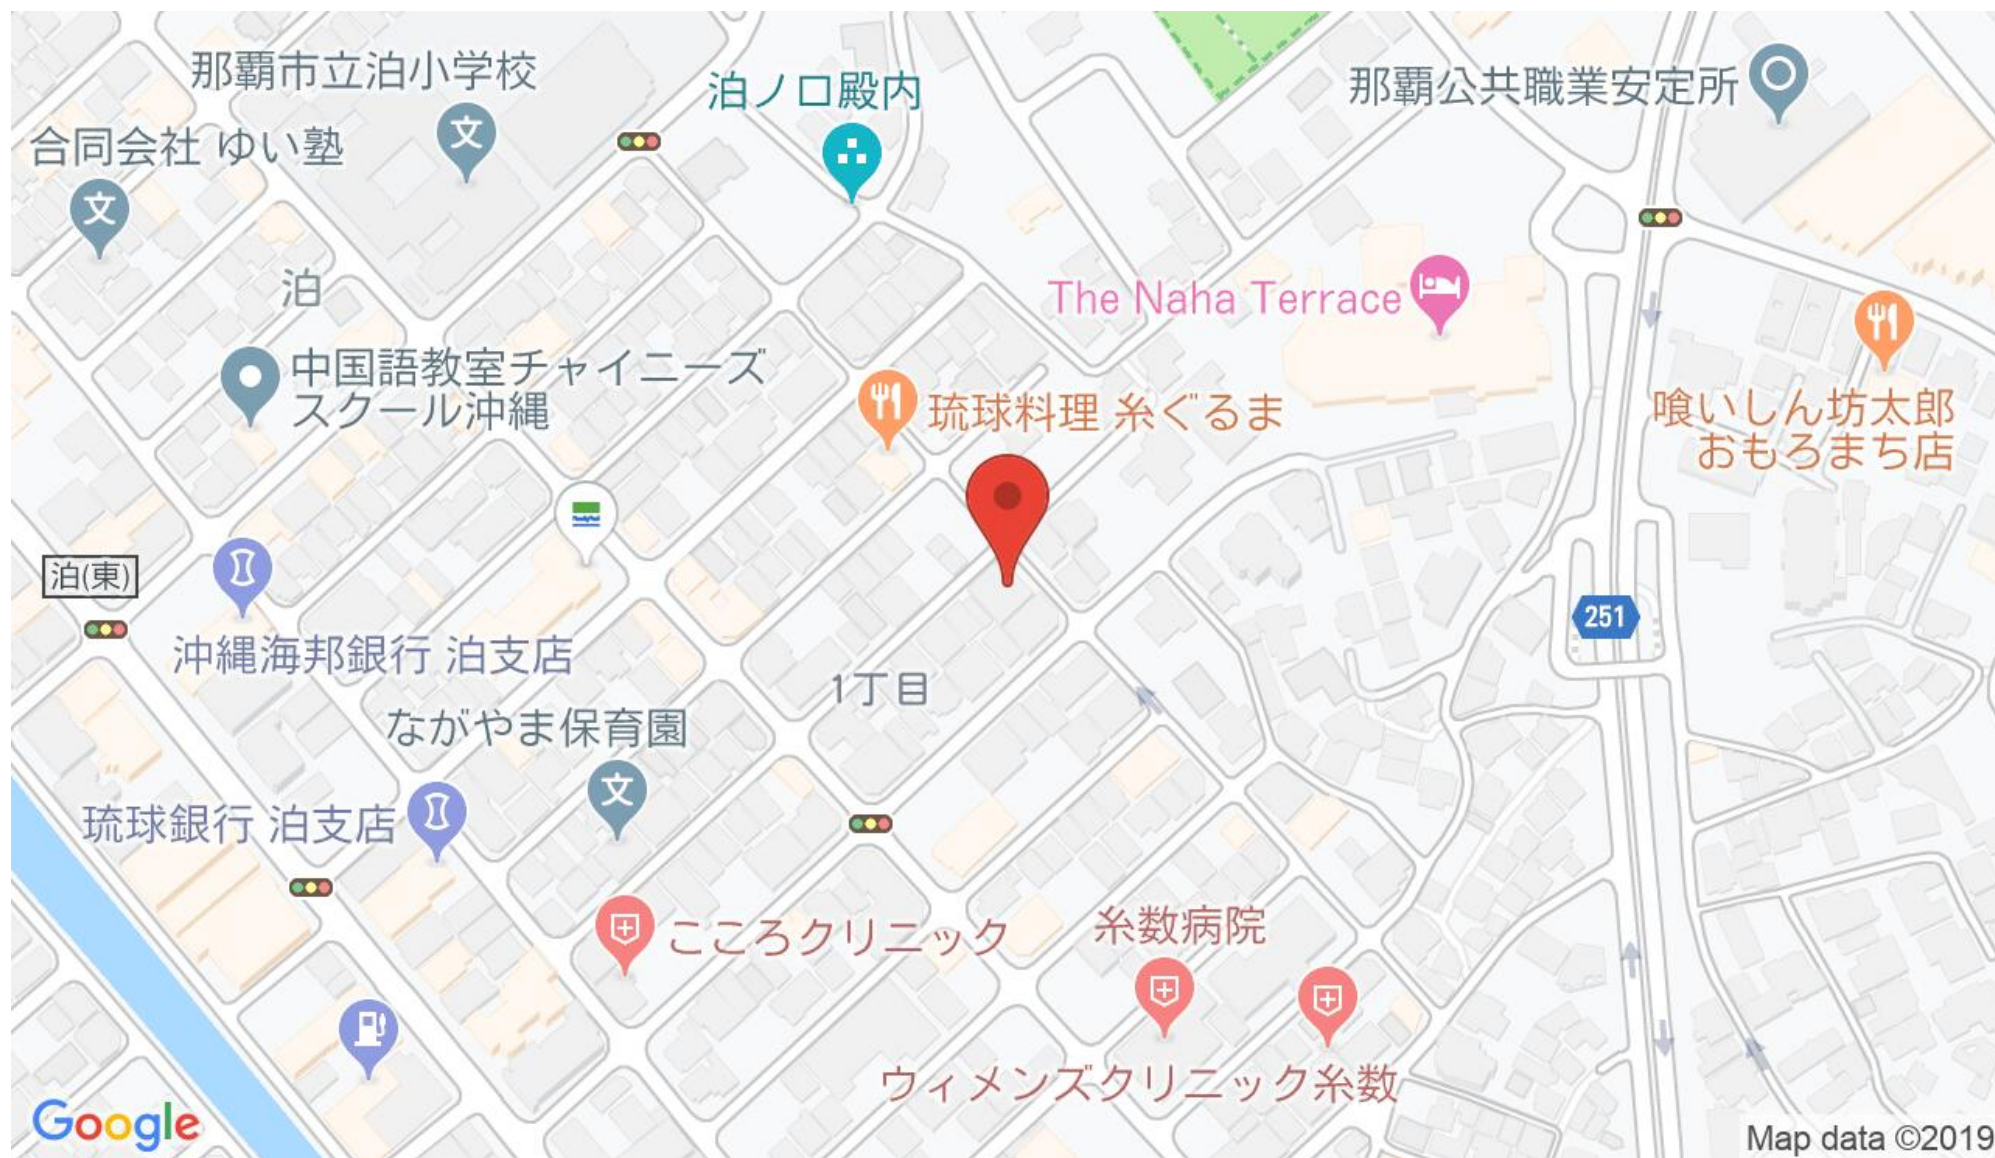 那覇市立泊小学校
泊ノ口殿内
那覇公共職業安定所
合同会社 ゆい塾
文
文
泊
The Naha Terrace
中国語教室チャイニーズ
スクール沖縄
琉球料理 糸ぐるま
喰いしん坊太郎
おもろまち店
泊(東)
251
沖縄海邦銀行 泊支店
1丁目
ながやま保育園
文
琉球銀行 泊支店
こころクリニック
糸数病院
ウィメンズクリニック糸数
Google
Map data ©2019